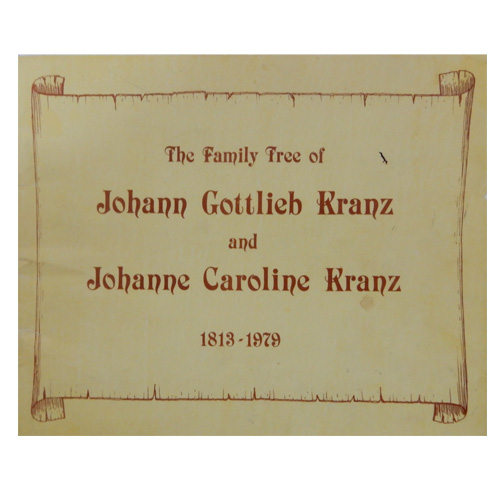 The Family Tree of
Johann Gottlieb Kranz
and
Johanne Caroline Kranz
1813-1979